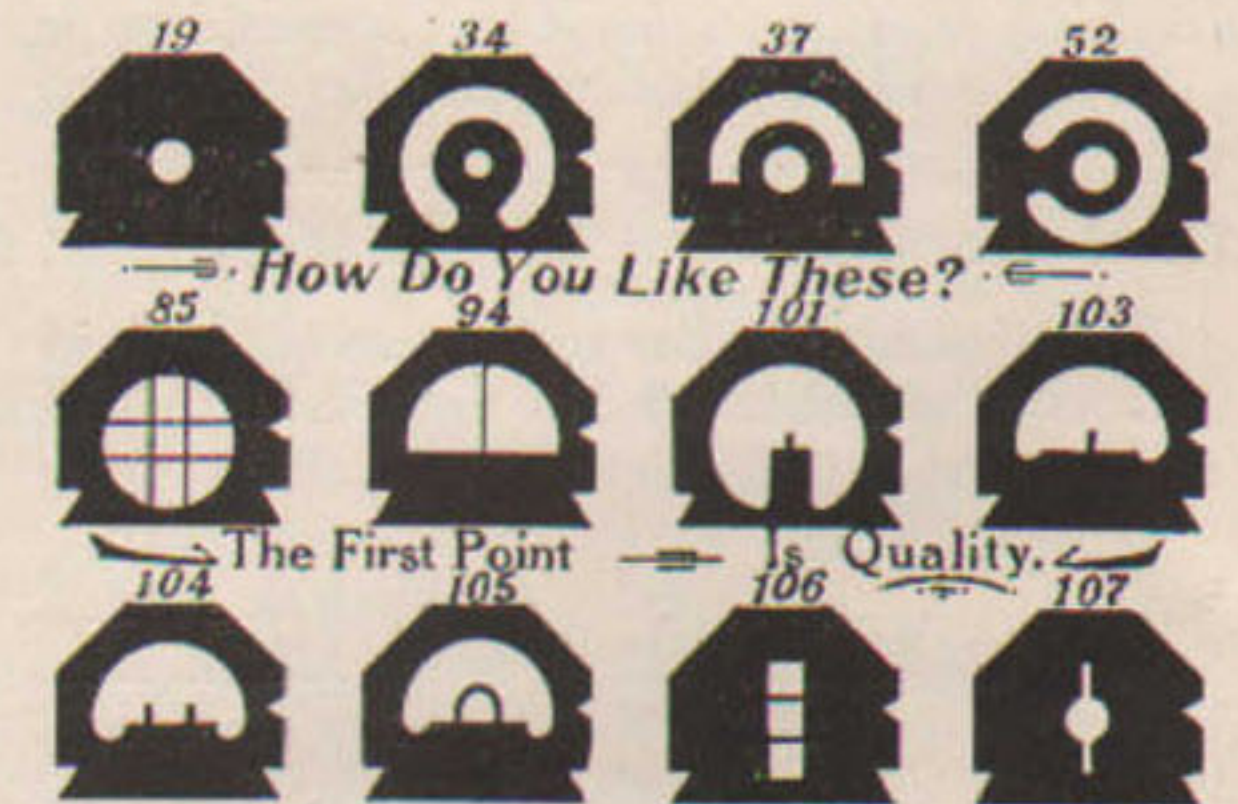 19 34 37 52
How Do You Like These?
85 94 101 103
The First Point Is Quality.
104 105 106 107